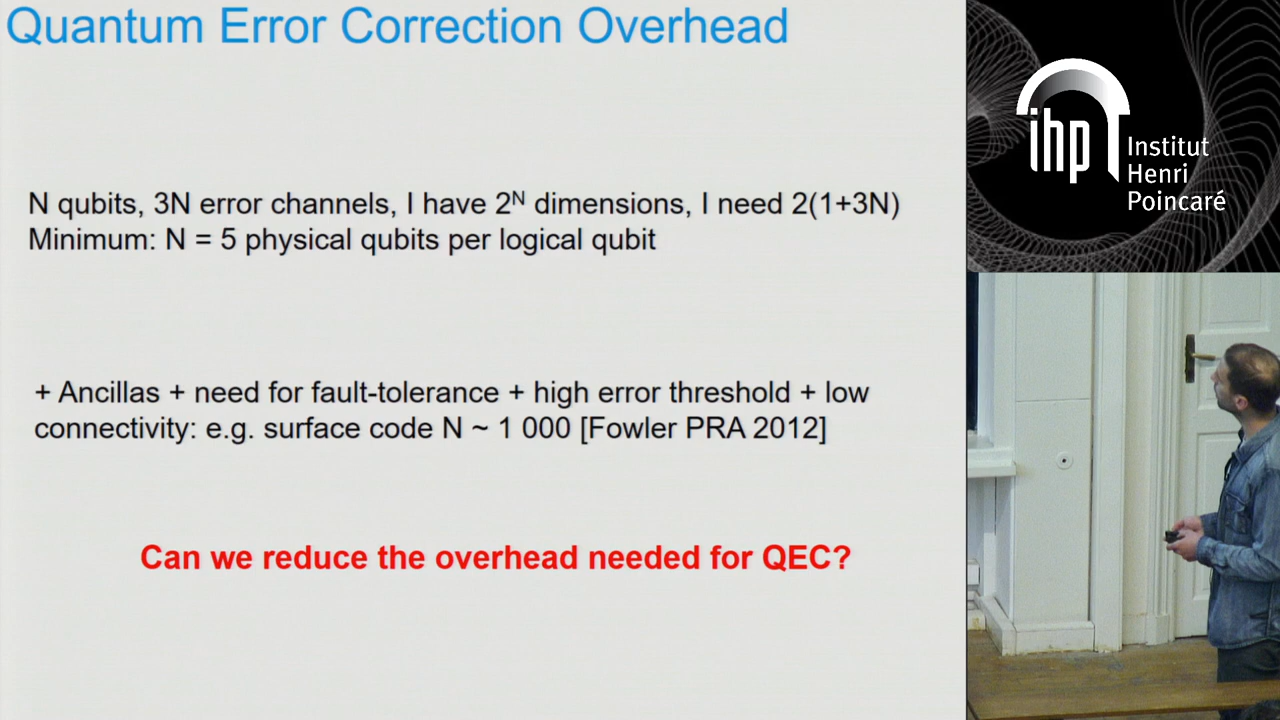 Quantum Error Correction Overhead
N qubits, 3N error channels, I have 2ᴺ dimensions, I need 2(1+3N)
Minimum: N = 5 physical qubits per logical qubit
+ Ancillas + need for fault-tolerance + high error threshold + low
connectivity: e.g. surface code N ~ 1 000 [Fowler PRA 2012]
Can we reduce the overhead needed for QEC?
ihp
Institut
Henri
Poincaré